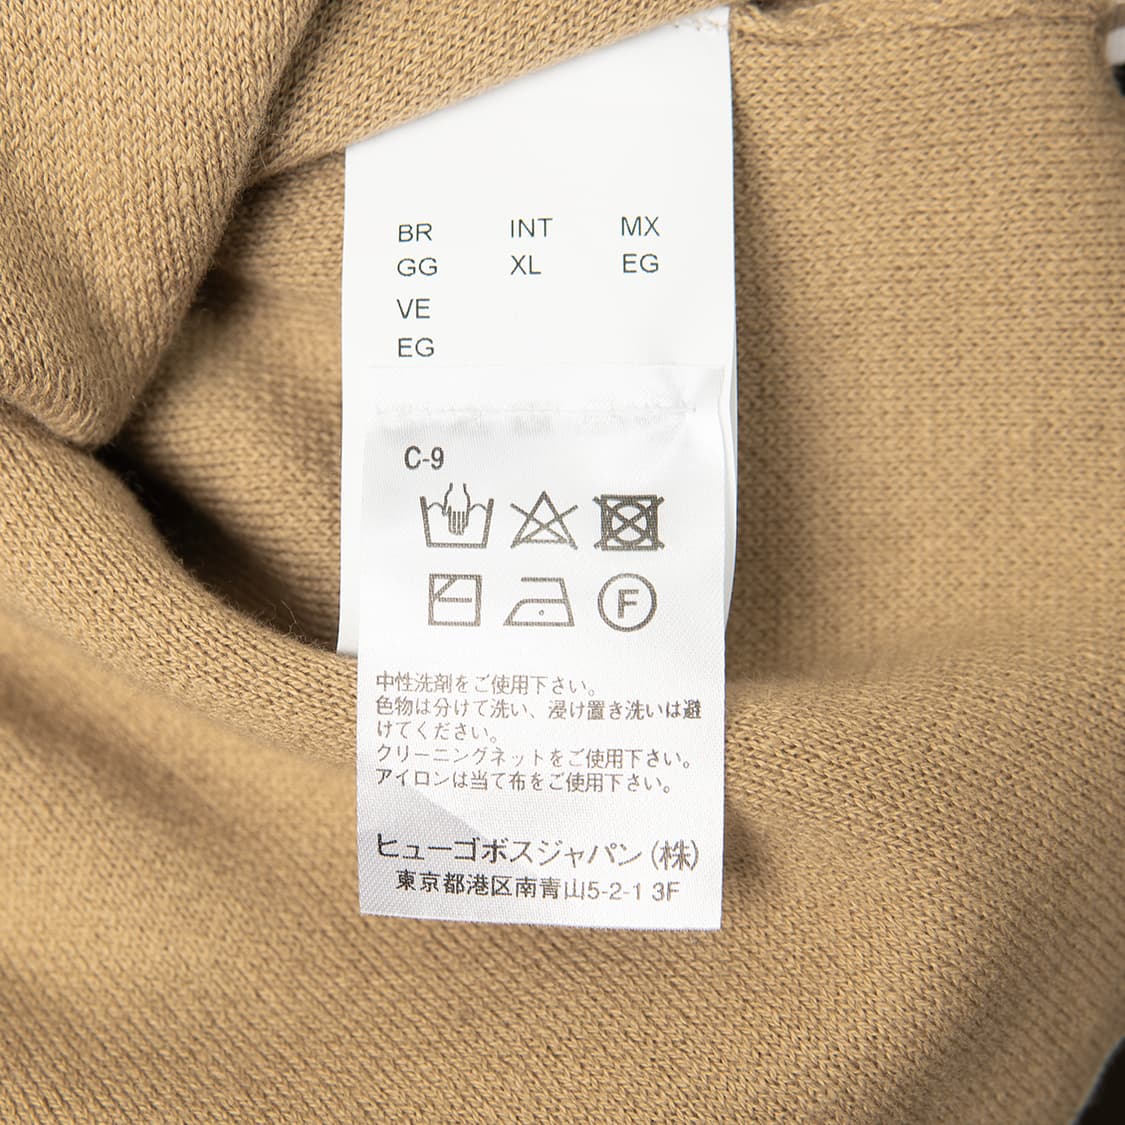 BR INT MX
GG XL EG
VE
EG
C-9
F
中性洗剤をご使用下さい。
色物は分けて洗い、浸け置き洗いは避
けてください。
クリーニングネットをご使用下さい。
アイロンは当て布をご使用下さい。
ヒューゴボスジャパン(株)
東京都港区南青山5-2-1 3F